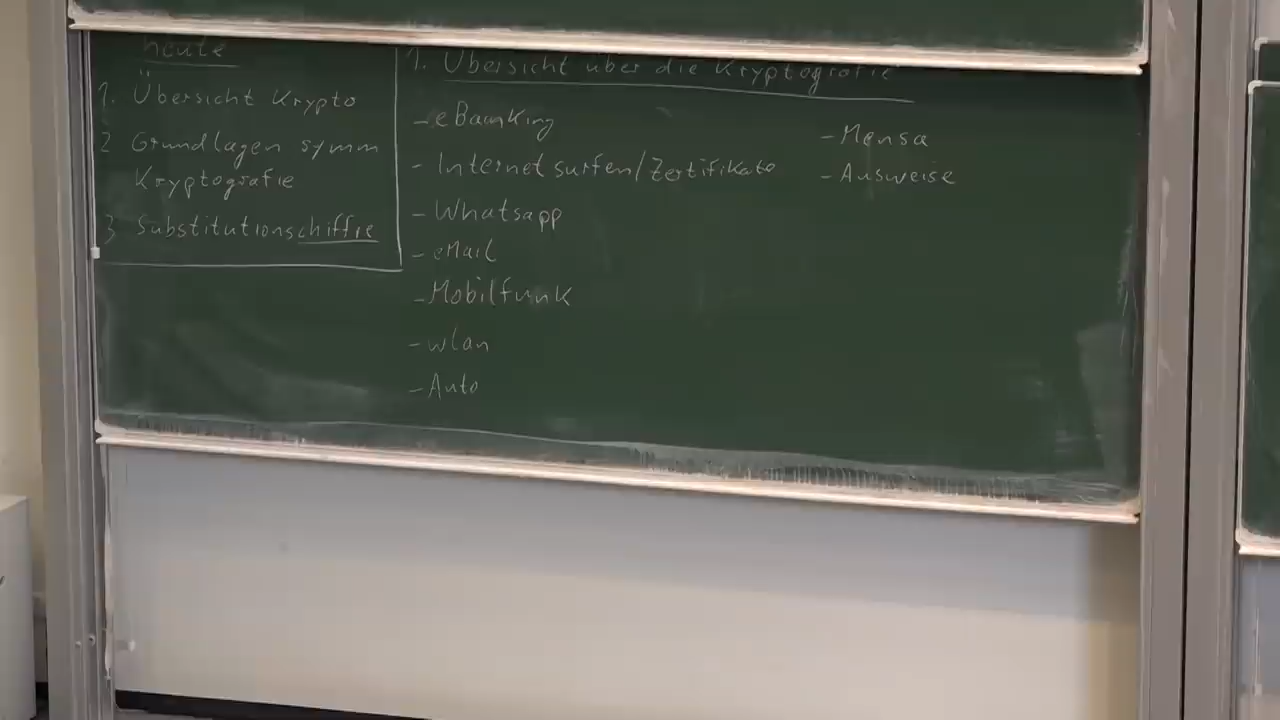 heute
1. Übersicht Krypto
2 Grundlagen symm
Kryptografie
3 Substitutionschiffre
1. Übersicht über die Kryptografie
- eBanking
- Internet surfen/Zertifikate
- Whatsapp
- eMail
- Mobilfunk
- wlan
- Auto
- Mensa
- Ausweise